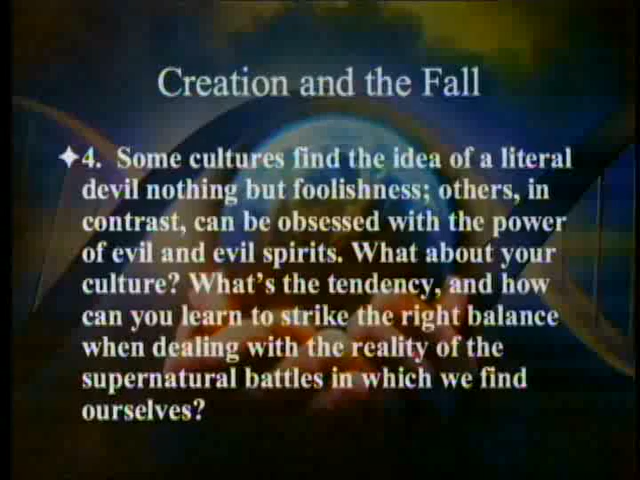 Creation and the Fall
✦4. Some cultures find the idea of a literal
devil nothing but foolishness; others, in
contrast, can be obsessed with the power
of evil and evil spirits. What about your
culture? What’s the tendency, and how
can you learn to strike the right balance
when dealing with the reality of the
supernatural battles in which we find
ourselves?